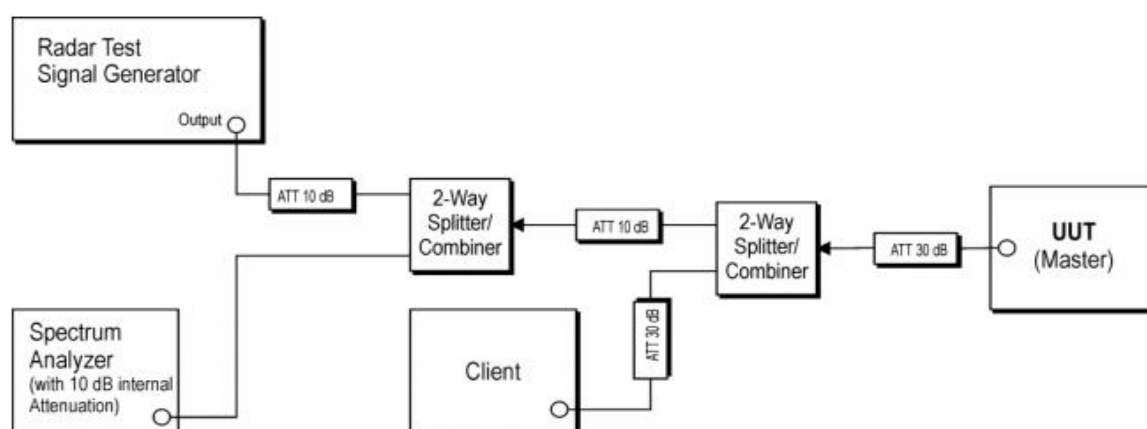 Radar Test
Signal Generator
Output
ATT 10 dB
2-Way
Splitter/
Combiner
ATT 10 dB
2-Way
Splitter/
Combiner
ATT 30 dB
UUT
(Master)
Spectrum
Analyzer
(with 10 dB internal
Attenuation)
Client
ATT 30 dB